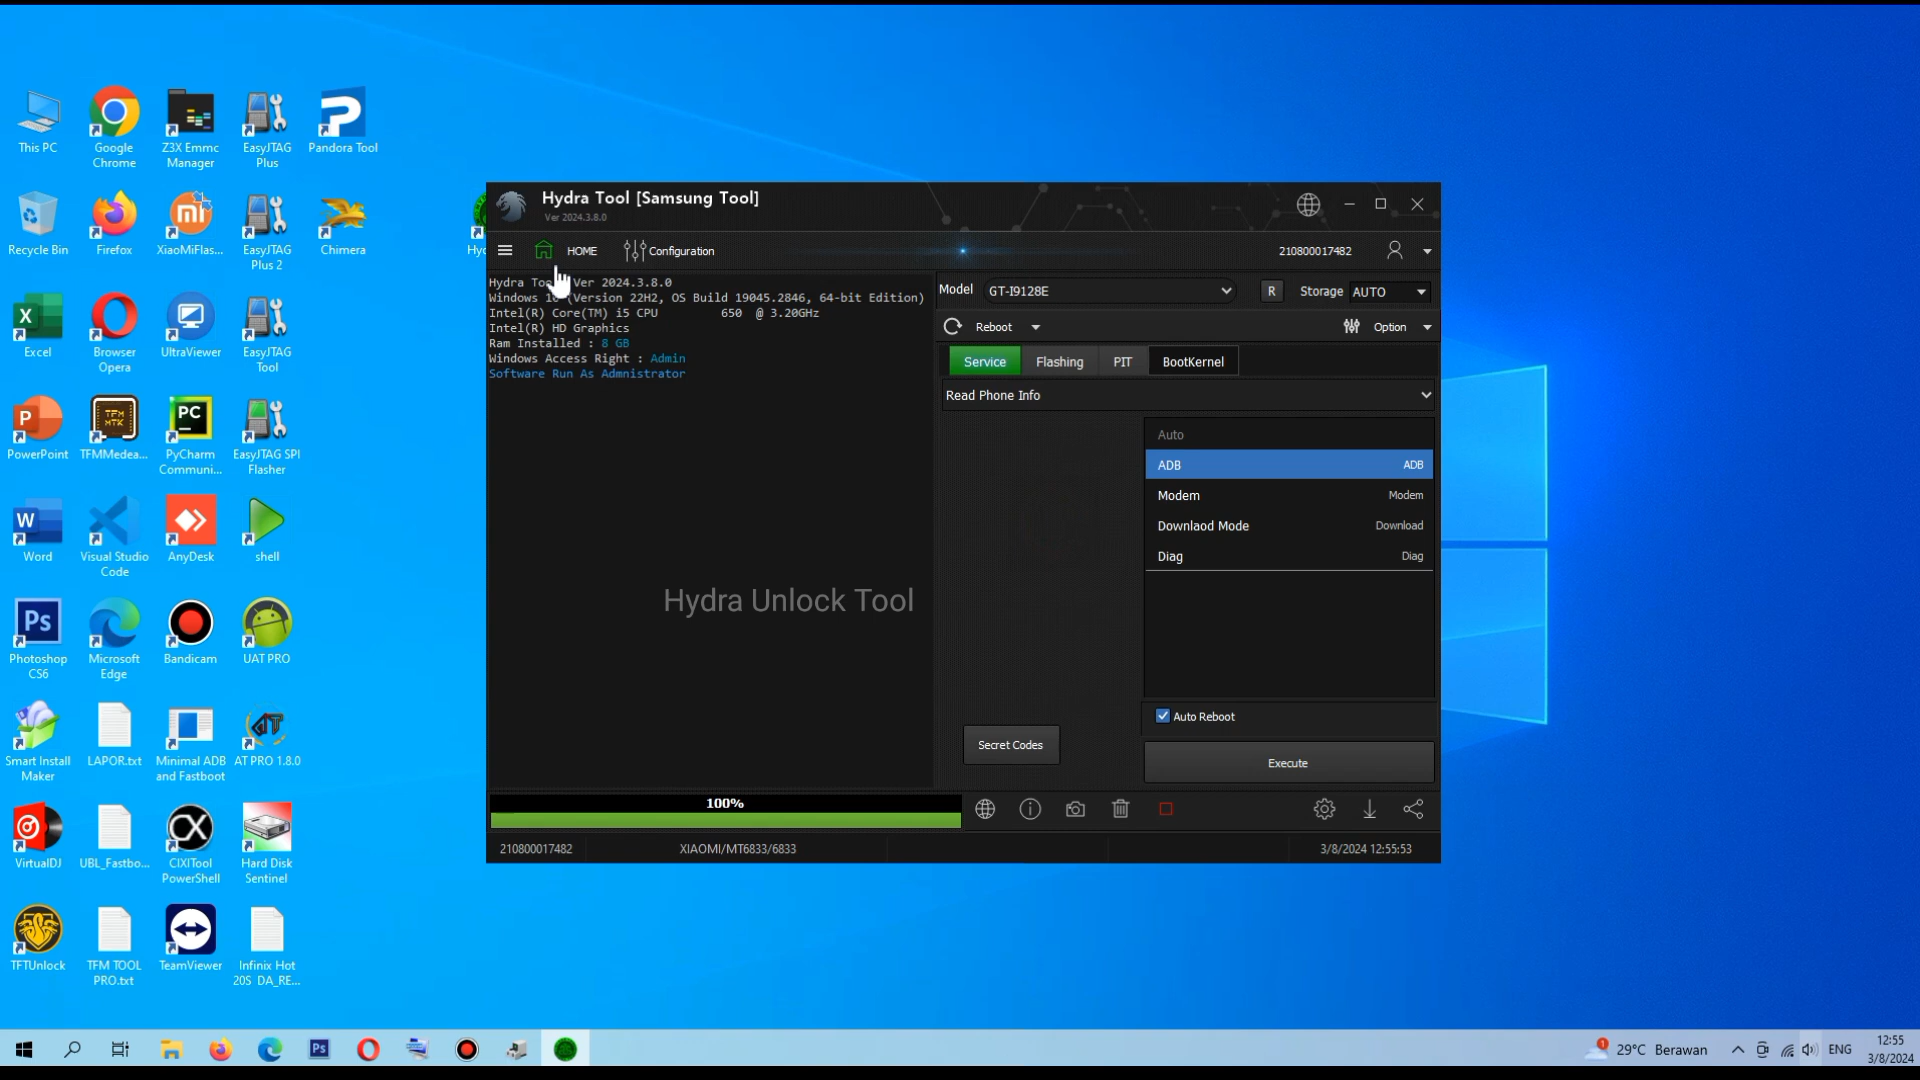 This PC
Google
Chrome
Z3X Emmc
Manager
EasyJTAG
Plus
Pandora Tool
Recycle Bin
Firefox
XiaoMiFlas...
EasyJTAG
Plus 2
Chimera
Excel
Browser
Opera
UltraViewer
EasyJTAG
Tool
PowerPoint
TFMMedea...
PyCharm
Communi...
EasyJTAG SPI
Flasher
Word
Visual Studio
Code
AnyDesk
shell
Photoshop
CS6
Microsoft
Edge
Bandicam
UAT PRO
Smart Install
Maker
LAPOR.txt
Minimal ADB
and Fastboot
AT PRO 1.8.0
VirtualDJ
UBL_Fastbo...
CIXITool
PowerShell
Hard Disk
Sentinel
TFTUnlock
TFM TOOL
PRO.txt
TeamViewer
Infinix Hot
20S DA_RE...
Hydra Tool [Samsung Tool]
Ver 2024.3.8.0
HOME
Configuration
210800017482
Hydra Ver 2024.3.8.0
Windows (Version 22H2, OS Build 19045.2846, 64-bit Edition)
Intel(R) Core(TM) i5 CPU 650 @ 3.20GHz
Intel(R) HD Graphics
Ram Installed : 8 GB
Windows Access Right : Admin
Software Run As Admnistrator
Hydra Unlock Tool
Model GT-I9128E R Storage AUTO
Reboot Option
Service Flashing PIT BootKernel
Read Phone Info
Auto
ADB ADB
Modem Modem
Downlaod Mode Download
Diag Diag
Auto Reboot
Secret Codes
Execute
100%
210800017482 XIAOMI/MT6833/6833 3/8/2024 12:55:53
29°C Berawan ENG
12:55
3/8/2024